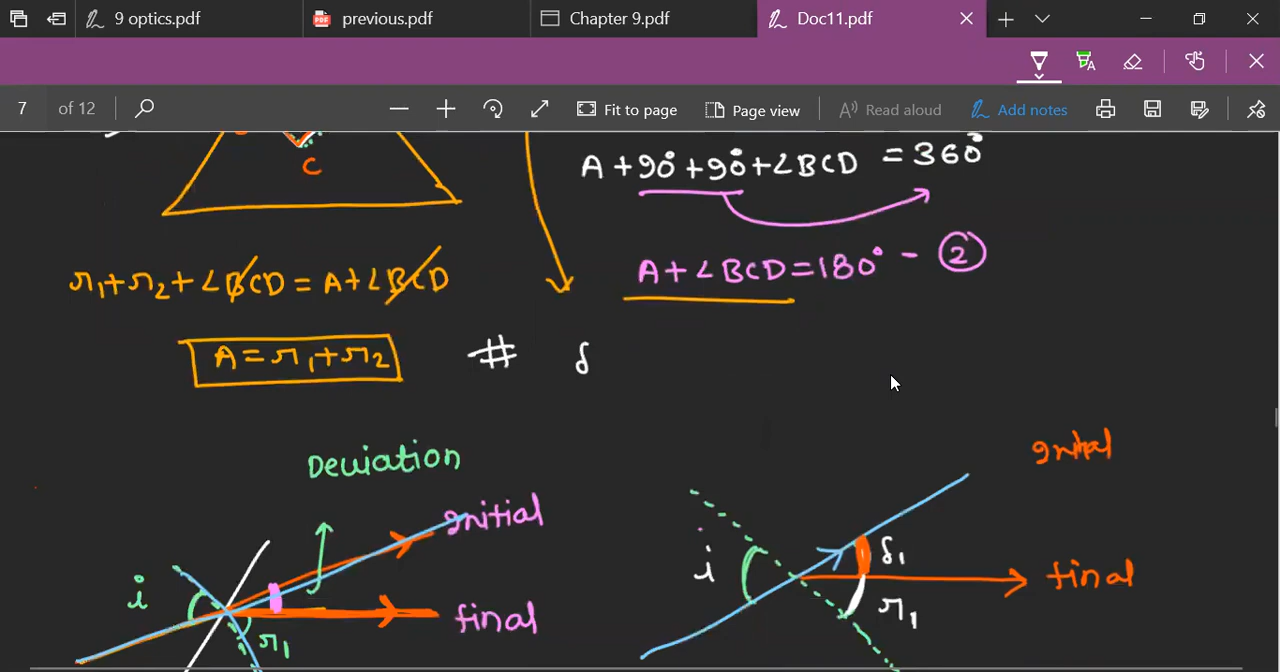 9 optics.pdf
previous.pdf
Chapter 9.pdf
Doc11.pdf
7 of 12
Fit to page
Page view
Read aloud
Add notes
C
A+90°+90°+∠BCD = 360°
r1+r2+∠BCD = A+∠BCD
A+∠BCD=180° - ②
A=r1+r2
# δ
Deviation
initial
initial
i
i
δ1
final
final
r1
r1